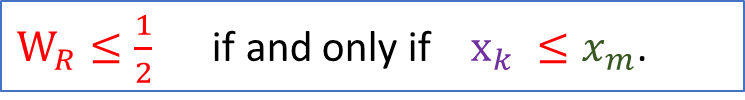 W_R ≤ 1/2 if and only if x_k ≤ x_m.